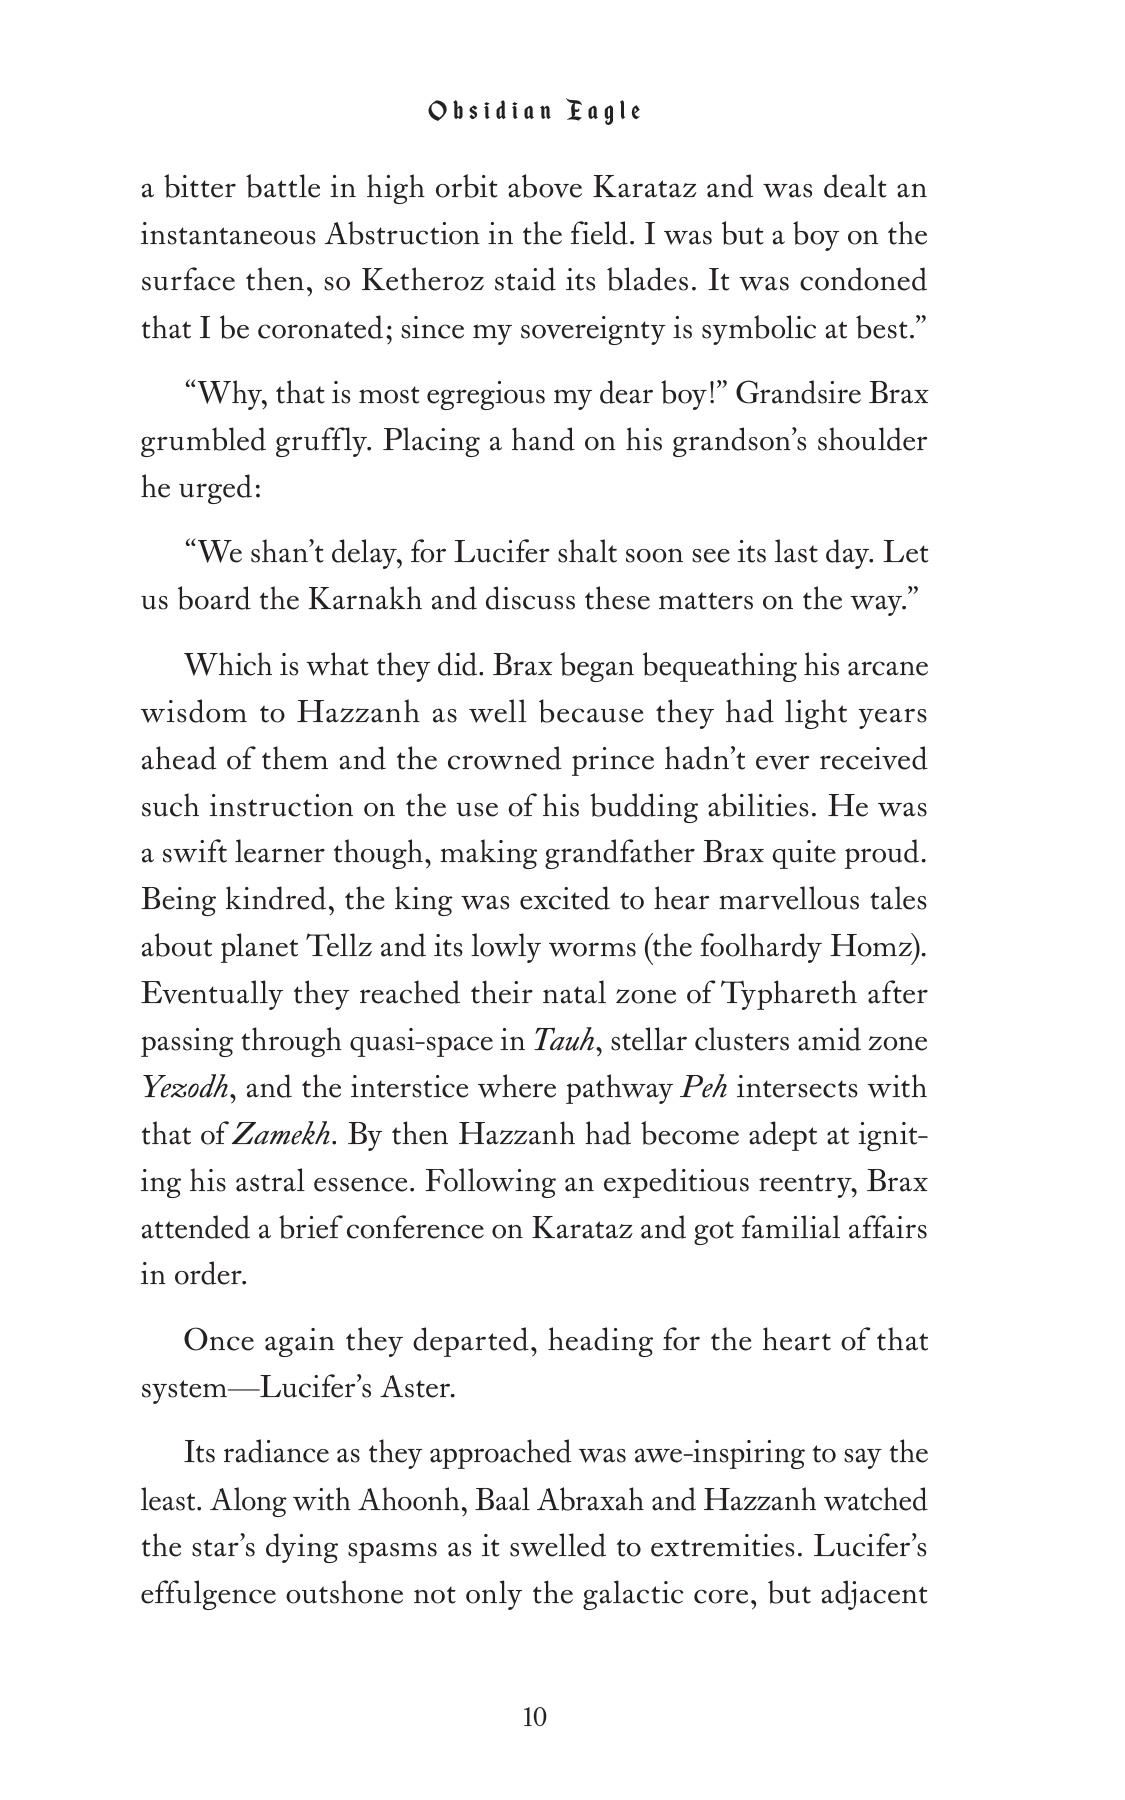 Obsidian Eagle
a bitter battle in high orbit above Karataz and was dealt an
instantaneous Abstruction in the field. I was but a boy on the
surface then, so Ketheroz staid its blades. It was condoned
that I be coronated; since my sovereignty is symbolic at best.”
“Why, that is most egregious my dear boy!” Grandsire Brax
grumbled gruffly. Placing a hand on his grandson’s shoulder
he urged:
“We shan’t delay, for Lucifer shalt soon see its last day. Let
us board the Karnakh and discuss these matters on the way.”
Which is what they did. Brax began bequeathing his arcane
wisdom to Hazzanh as well because they had light years
ahead of them and the crowned prince hadn’t ever received
such instruction on the use of his budding abilities. He was
a swift learner though, making grandfather Brax quite proud.
Being kindred, the king was excited to hear marvellous tales
about planet Tellz and its lowly worms (the foolhardy Homz).
Eventually they reached their natal zone of Typhareth after
passing through quasi-space in Tauh, stellar clusters amid zone
Yezodh, and the interstice where pathway Peh intersects with
that of Zamekh. By then Hazzanh had become adept at ignit-
ing his astral essence. Following an expeditious reentry, Brax
attended a brief conference on Karataz and got familial affairs
in order.
Once again they departed, heading for the heart of that
system—Lucifer’s Aster.
Its radiance as they approached was awe-inspiring to say the
least. Along with Ahoonh, Baal Abraxah and Hazzanh watched
the star’s dying spasms as it swelled to extremities. Lucifer’s
effulgence outshone not only the galactic core, but adjacent
10